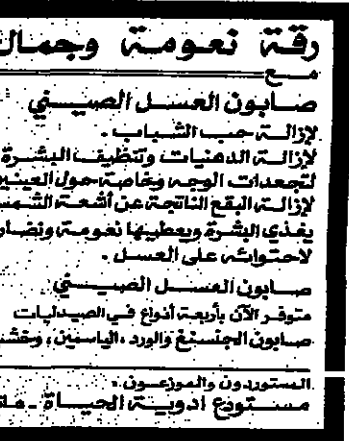 رقة نعومة وجمال
مع
صابون العسل الصيني
لإزالة حب الشباب .
لإزالة الدهنيات وتنظيف البشرة
لتجعدات الوجه وخاصة حول العينين
لإزالة البقع الناتجة عن أشعة الشمس
يغذي البشرة ويعطيها نعومة ونضار
لاحتوائه على العسل .
صابون العسل الصيني
متوفر الآن بأربعة أنواع في الصيدليات
صابون الجنسنغ والورد ، الياسمين ، وخش
المستوردون والموزعون .
مستودع أدوية الحياة -